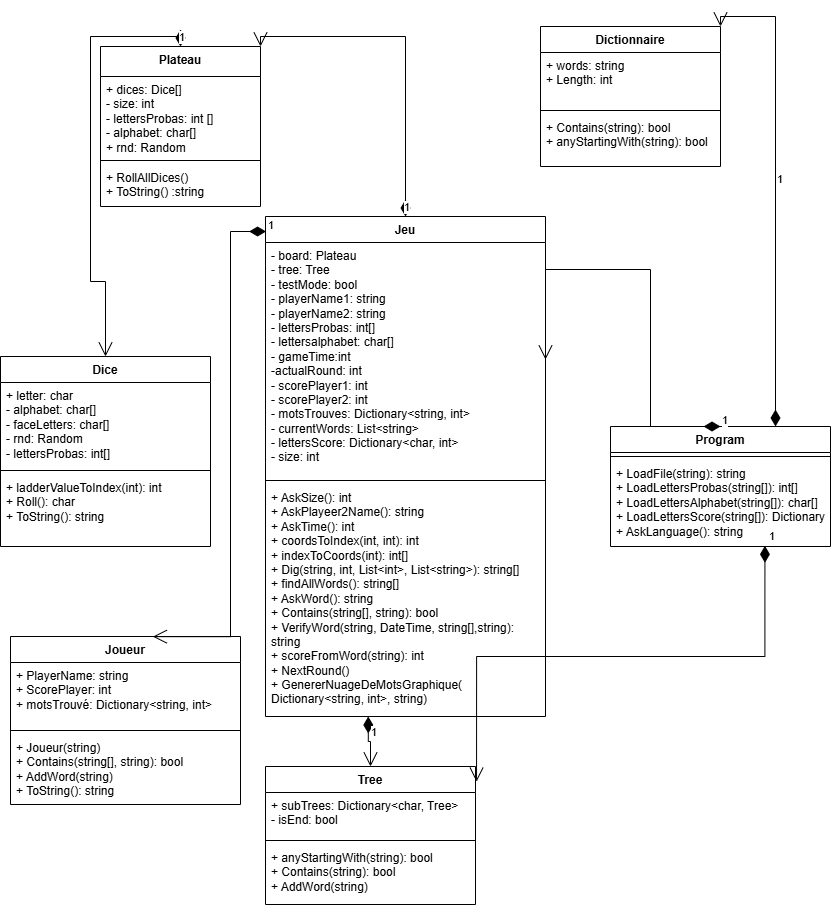 1
Plateau
+ dices: Dice[]
- size: int
- lettersProbas: int []
- alphabet: char[]
+ rnd: Random
+ RollAllDices()
+ ToString() :string
Dictionnaire
+ words: string
+ Length: int
+ Contains(string): bool
+ anyStartingWith(string): bool
1
1
1
Jeu
- board: Plateau
- tree: Tree
- testMode: bool
- playerName1: string
- playerName2: string
- lettersProbas: int[]
- lettersalphabet: char[]
- gameTime:int
-actualRound: int
- scorePlayer1: int
- scorePlayer2: int
- motsTrouves: Dictionary<string, int>
- currentWords: List<string>
- lettersScore: Dictionary<char, int>
- size: int
+ AskSize(): int
+ AskPlayeer2Name(): string
+ AskTime(): int
+ coordsToIndex(int, int): int
+ indexToCoords(int): int[]
+ Dig(string, int, List<int>, List<string>): string[]
+ findAllWords(): string[]
+ AskWord(): string
+ Contains(string[], string): bool
+ VerifyWord(string, DateTime, string[],string):
string
+ scoreFromWord(string): int
+ NextRound()
+ GenererNuageDeMotsGraphique(
Dictionary<string, int>, string)
Dice
+ letter: char
- alphabet: char[]
- faceLetters: char[]
- rnd: Random
- lettersProbas: int[]
+ ladderValueToIndex(int): int
+ Roll(): char
+ ToString(): string
1
Program
+ LoadFile(string): string
+ LoadLettersProbas(string[]): int[]
+ LoadLettersAlphabet(string[]): char[]
+ LoadLettersScore(string[]): Dictionary
+ AskLanguage(): string
1
Joueur
+ PlayerName: string
+ ScorePlayer: int
+ motsTrouvé: Dictionary<string, int>
+ Joueur(string)
+ Contains(string[], string): bool
+ AddWord(string)
+ ToString(): string
1
Tree
+ subTrees: Dictionary<char, Tree>
- isEnd: bool
+ anyStartingWith(string): bool
+ Contains(string): bool
+ AddWord(string)